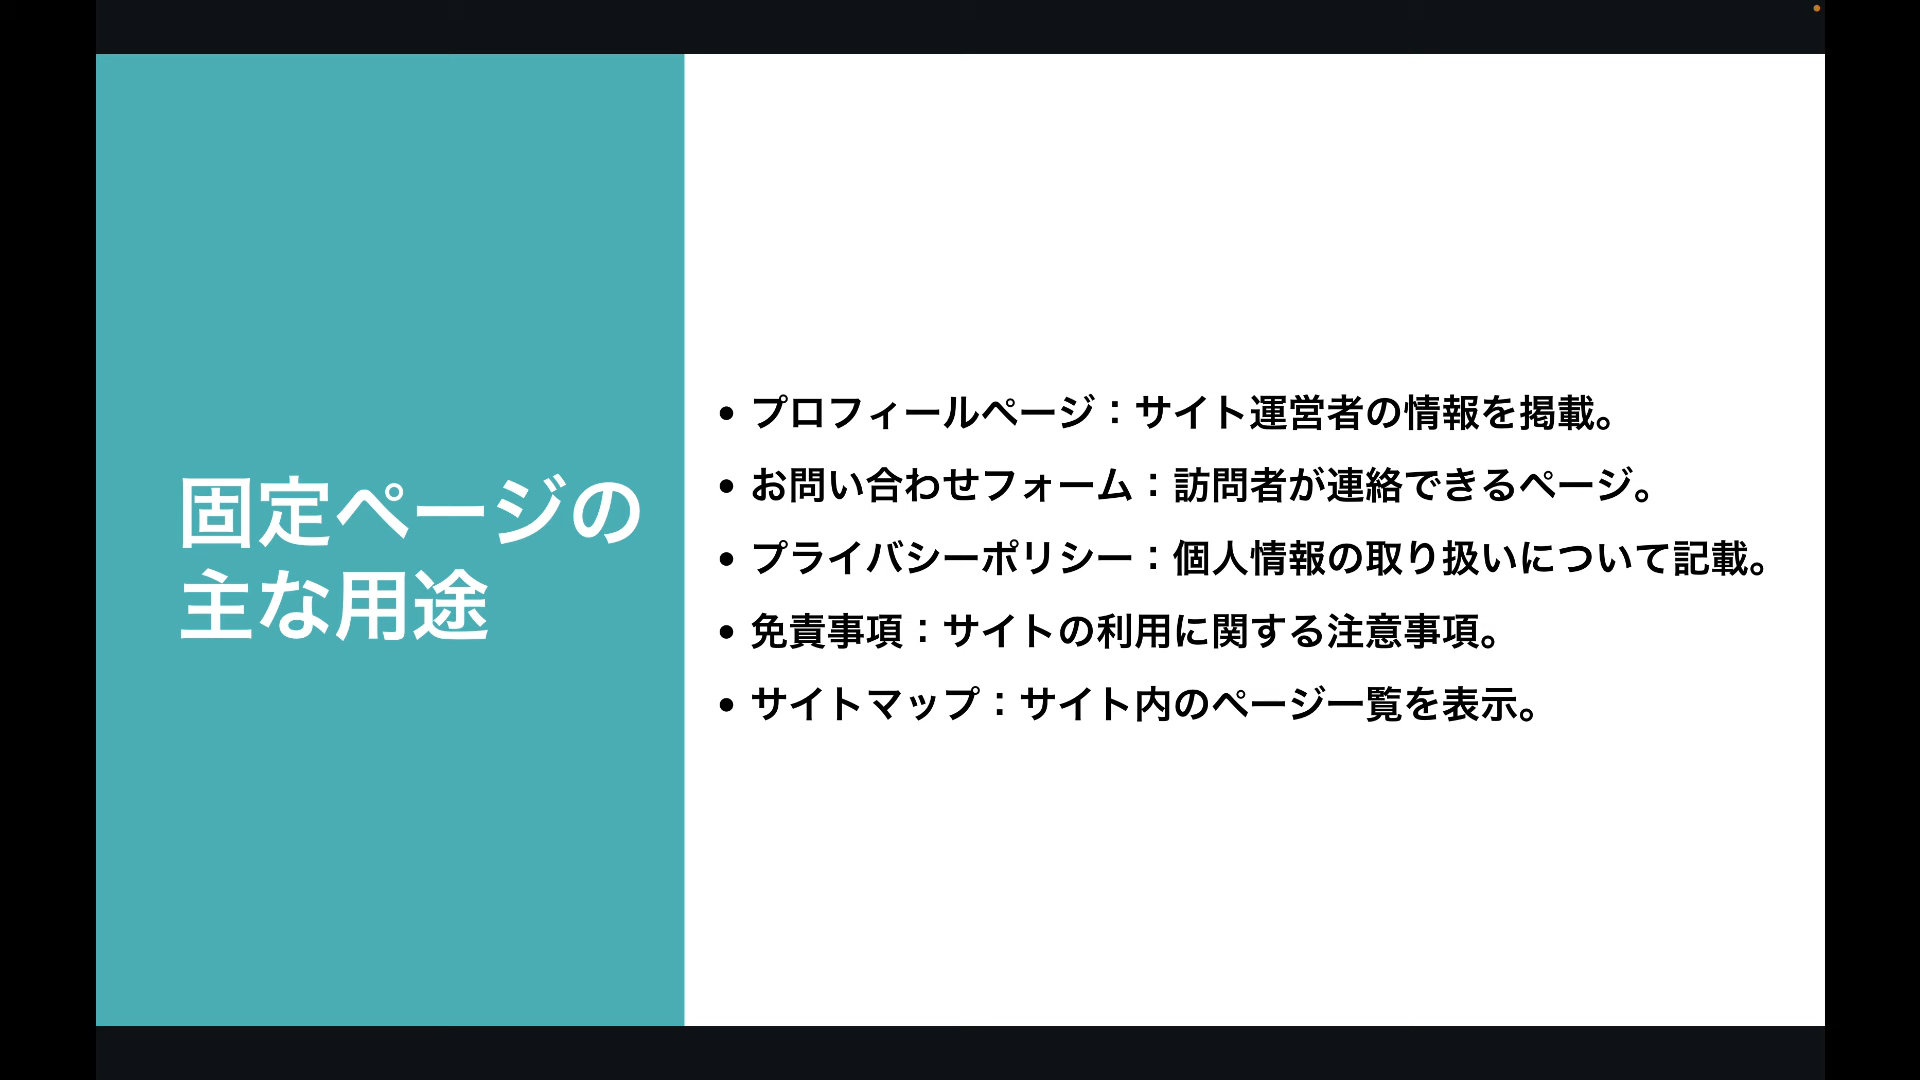 固定ページの
主な用途
• プロフィールページ：サイト運営者の情報を掲載。
• お問い合わせフォーム：訪問者が連絡できるページ。
• プライバシーポリシー：個人情報の取り扱いについて記載。
• 免責事項：サイトの利用に関する注意事項。
• サイトマップ：サイト内のページ一覧を表示。